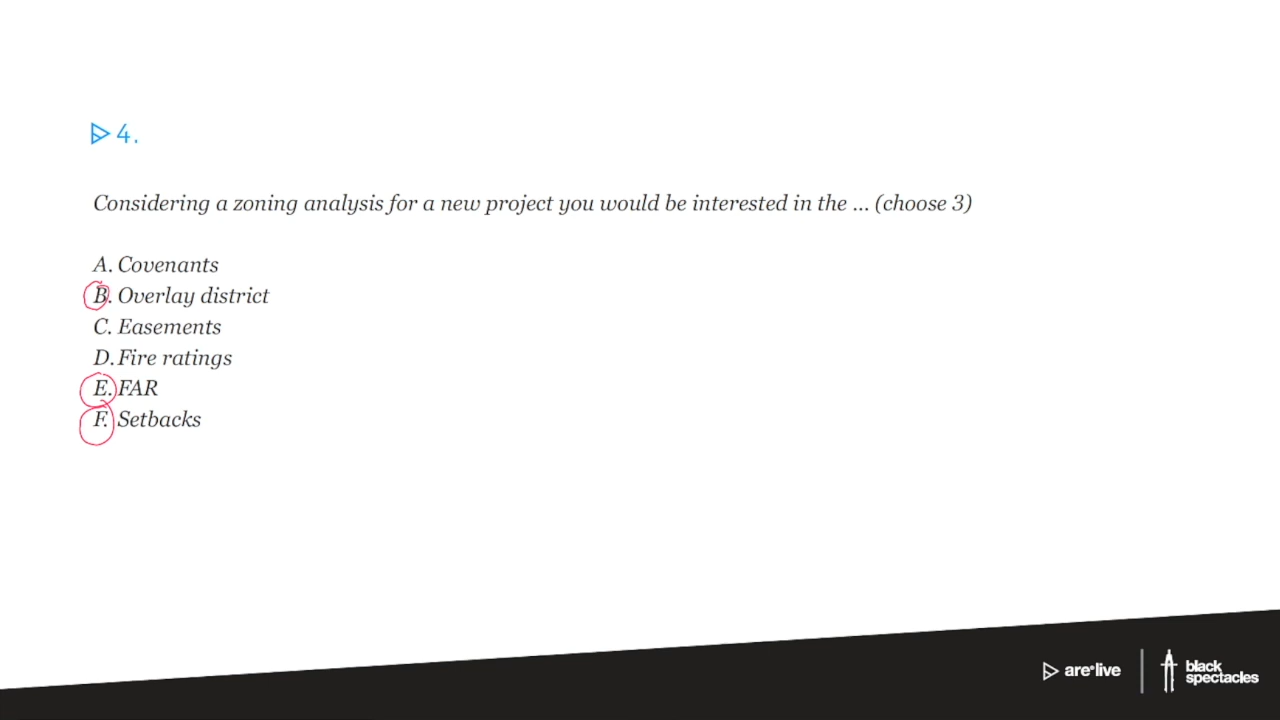 4.
Considering a zoning analysis for a new project you would be interested in the ... (choose 3)
A. Covenants
B. Overlay district
C. Easements
D. Fire ratings
E. FAR
F. Setbacks
are•live
black
spectacles